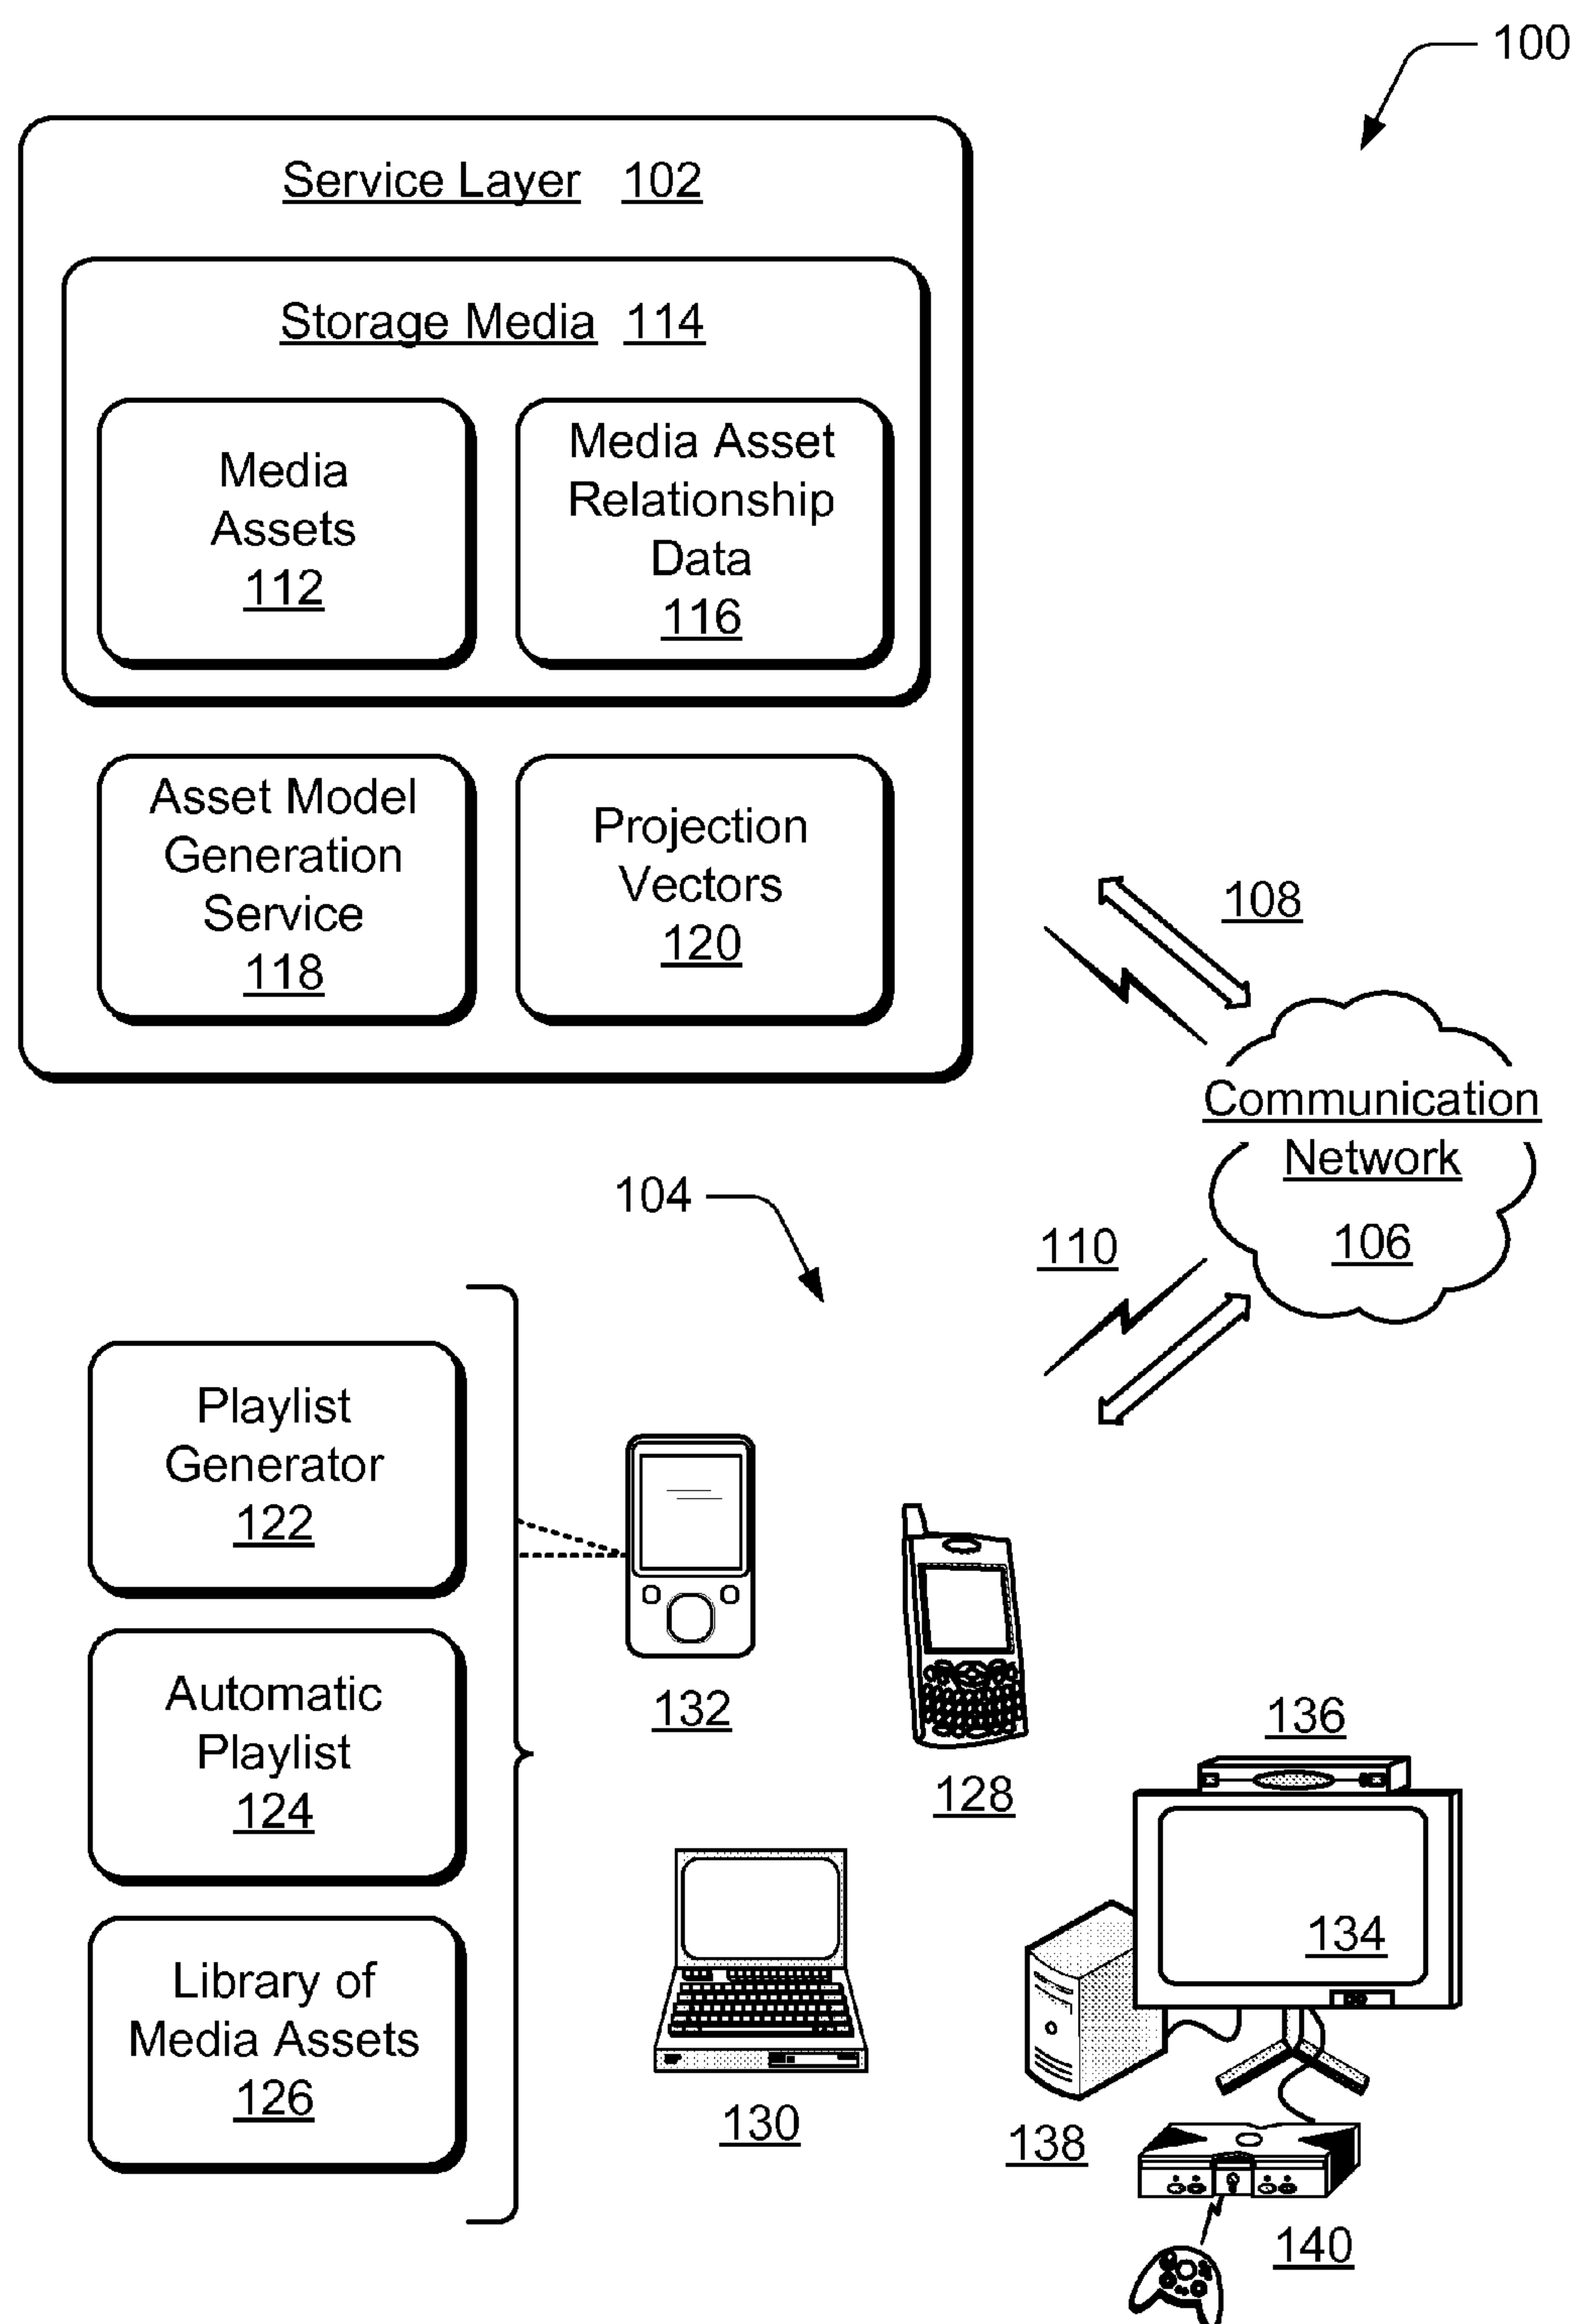 100
Service Layer 102
Storage Media 114
Media
Assets
112
Media Asset
Relationship
Data
116
Asset Model
Generation
Service
118
Projection
Vectors
120
108
Communication
Network
106
104
110
Playlist
Generator
122
Automatic
Playlist
124
Library of
Media Assets
126
132
128
136
134
130
138
140